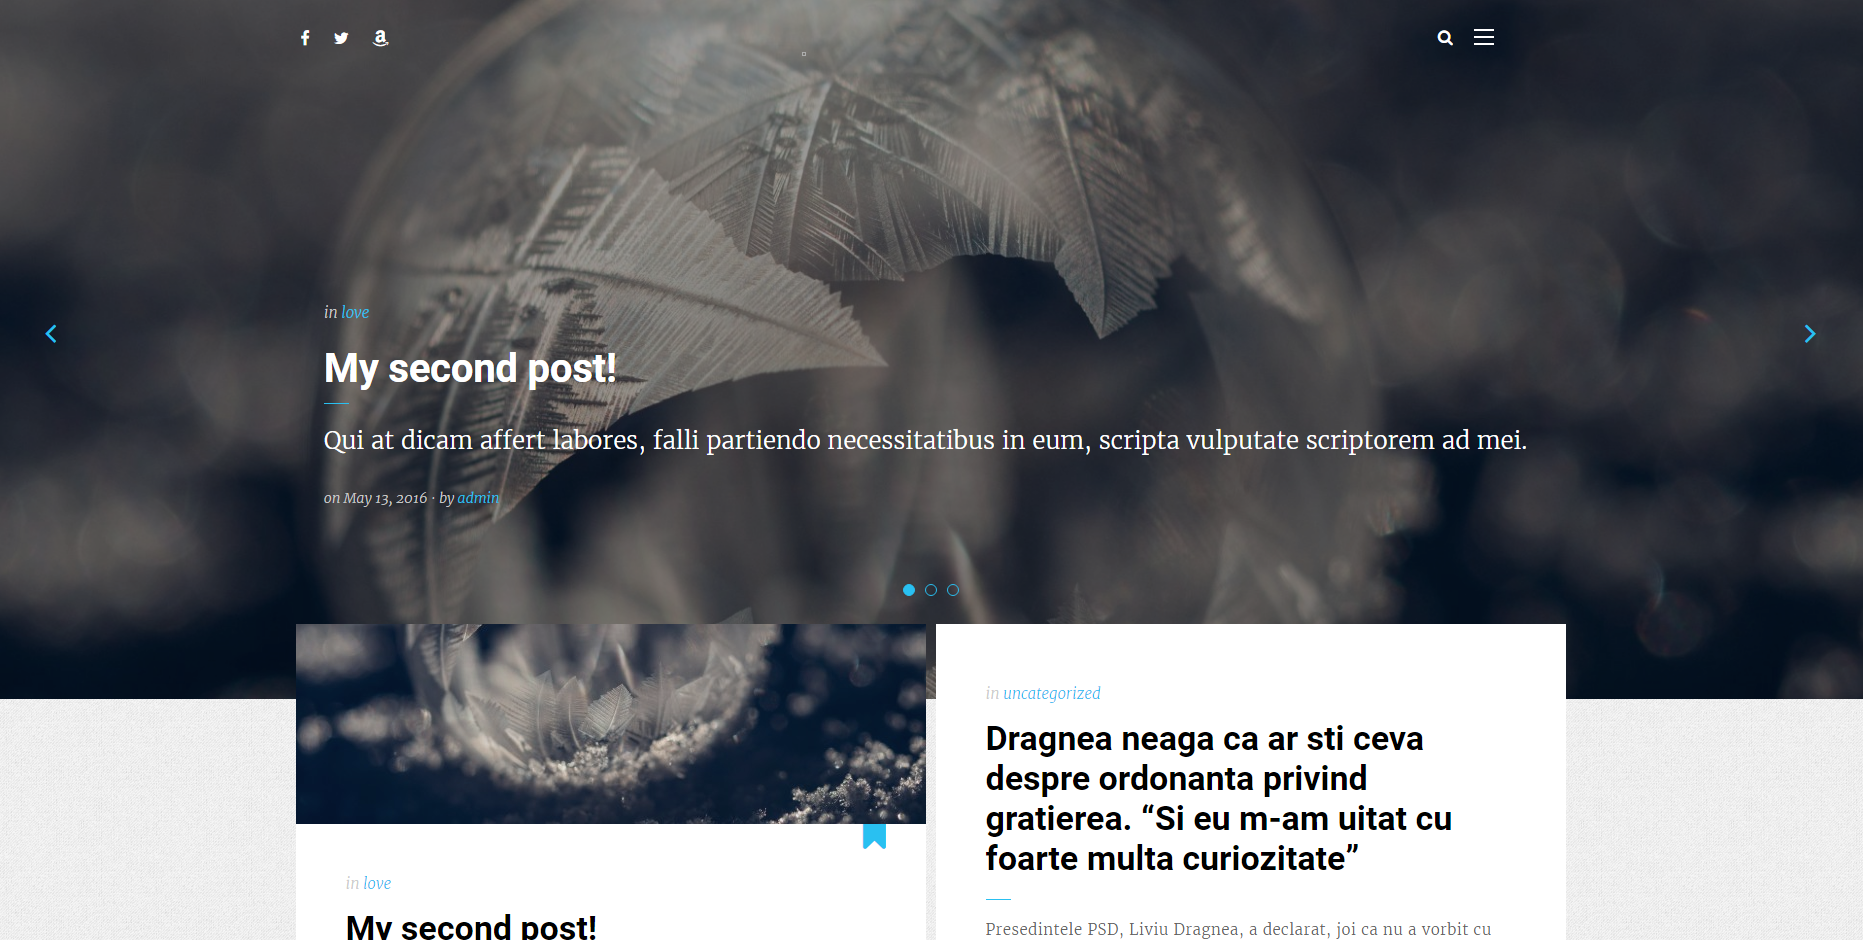 in love
My second post!
Qui at dicam affert labores, falli partiendo necessitatibus in eum, scripta vulputate scriptorem ad mei.
on May 13, 2016 · by admin
in love
My second post!
in uncategorized
Dragnea neaga ca ar sti ceva
despre ordonanta privind
gratierea. “Si eu m-am uitat cu
foarte multa curiozitate”
Presedintele PSD, Liviu Dragnea, a declarat, joi ca nu a vorbit cu